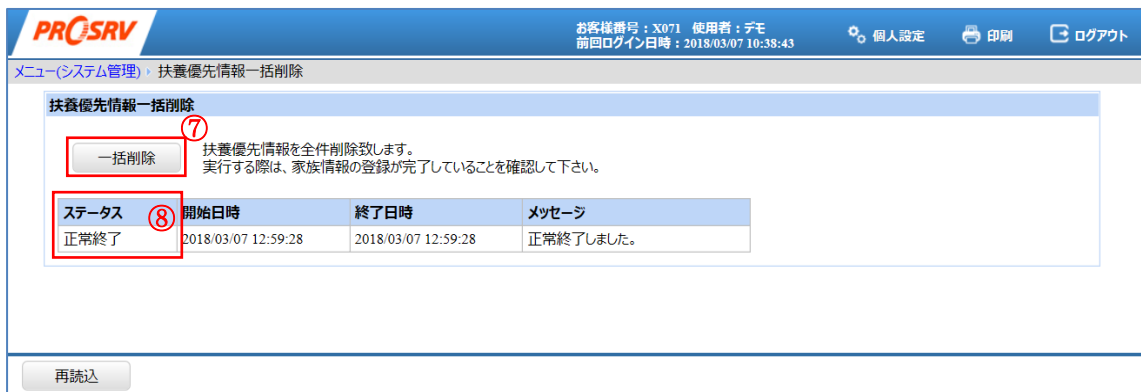 PROSRV
お客様番号：X071 使用者：デモ
前回ログイン日時：2018/03/07 10:38:43
個人設定
印刷
ログアウト
メニュー(システム管理) › 扶養優先情報一括削除
扶養優先情報一括削除
⑦
一括削除
扶養優先情報を全件削除致します。
実行する際は、家族情報の登録が完了していることを確認して下さい。
ステータス ⑧ 開始日時 終了日時 メッセージ
正常終了 2018/03/07 12:59:28 2018/03/07 12:59:28 正常終了しました。
再読込